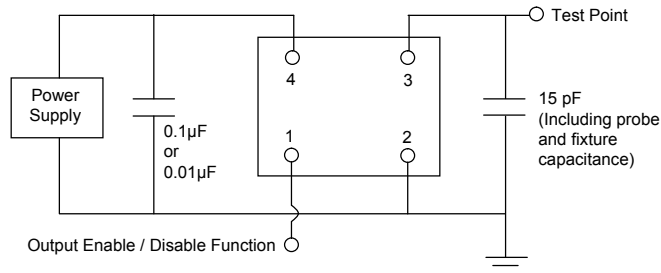 Test Point
4
3
Power
Supply
0.1µF
or
0.01µF
1
2
15 pF
(Including probe
and fixture
capacitance)
Output Enable / Disable Function